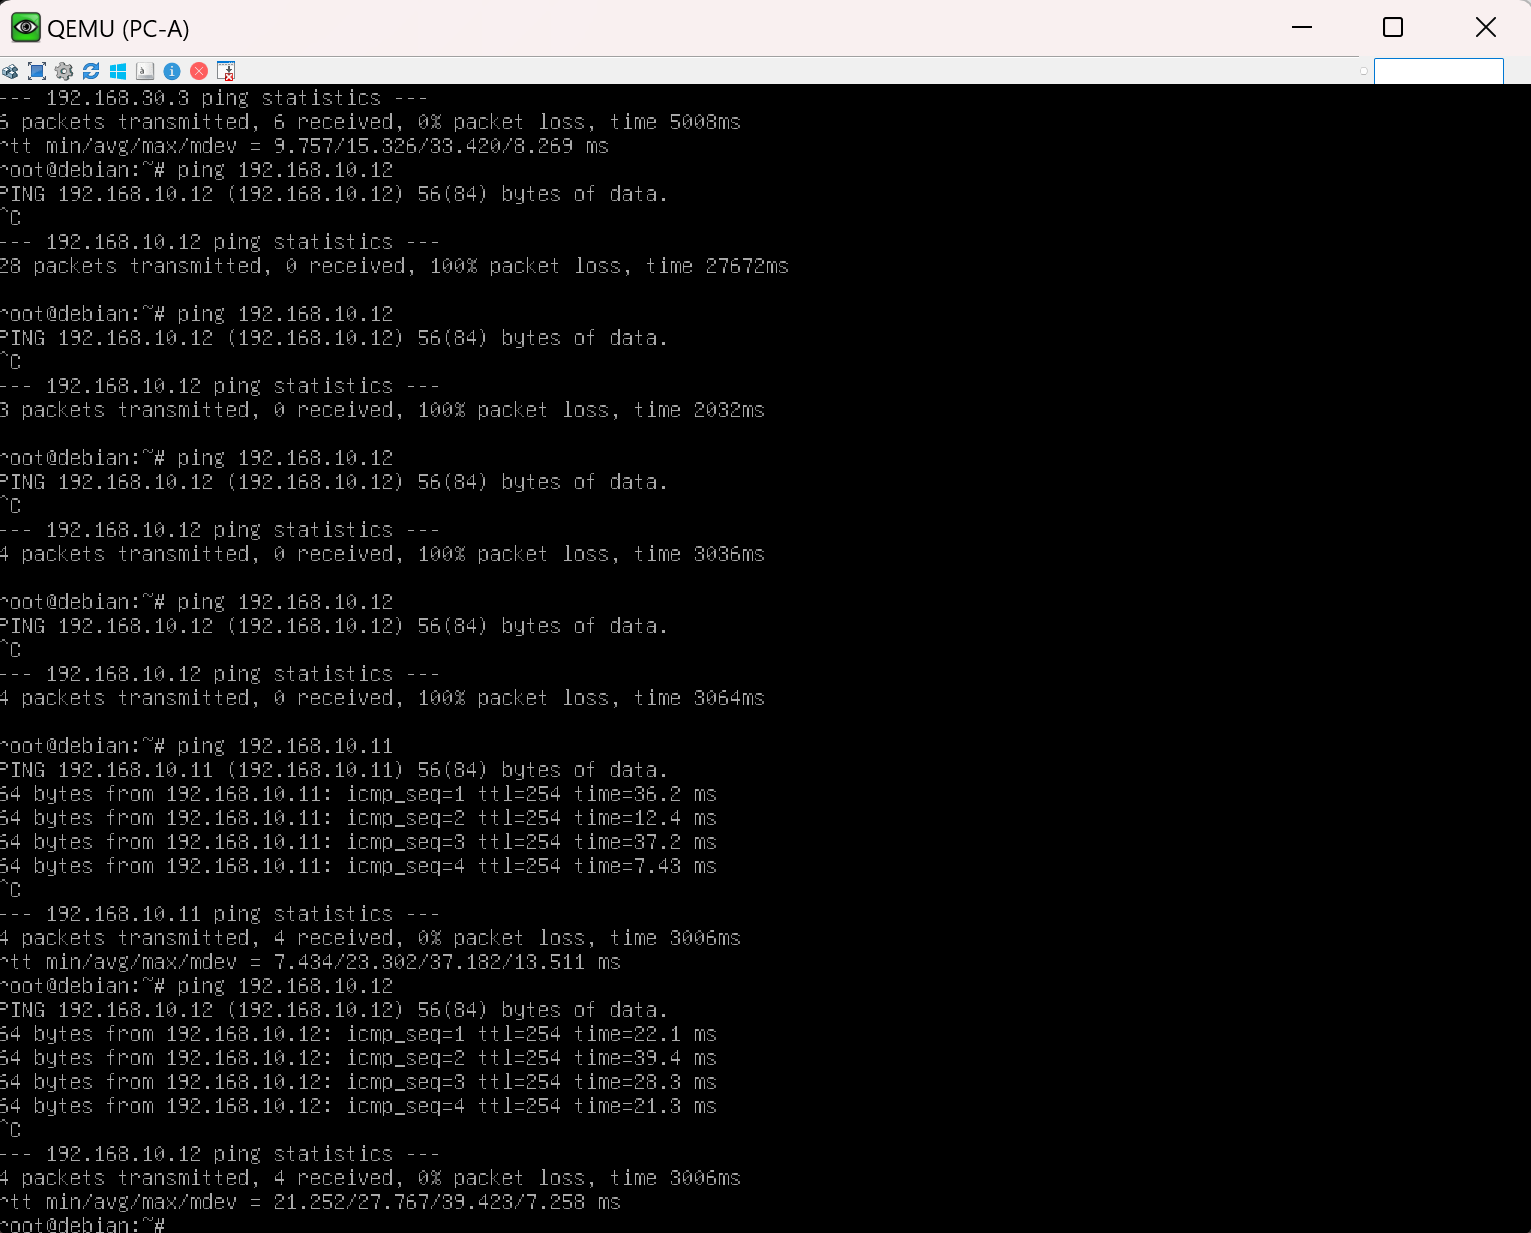 QEMU (PC-A)
--- 192.168.30.3 ping statistics ---
6 packets transmitted, 6 received, 0% packet loss, time 5008ms
rtt min/avg/max/mdev = 9.757/15.326/33.420/8.269 ms
root@debian:~# ping 192.168.10.12
PING 192.168.10.12 (192.168.10.12) 56(84) bytes of data.
^C
--- 192.168.10.12 ping statistics ---
28 packets transmitted, 0 received, 100% packet loss, time 27672ms
root@debian:~# ping 192.168.10.12
PING 192.168.10.12 (192.168.10.12) 56(84) bytes of data.
^C
--- 192.168.10.12 ping statistics ---
3 packets transmitted, 0 received, 100% packet loss, time 2032ms
root@debian:~# ping 192.168.10.12
PING 192.168.10.12 (192.168.10.12) 56(84) bytes of data.
^C
--- 192.168.10.12 ping statistics ---
4 packets transmitted, 0 received, 100% packet loss, time 3036ms
root@debian:~# ping 192.168.10.12
PING 192.168.10.12 (192.168.10.12) 56(84) bytes of data.
^C
--- 192.168.10.12 ping statistics ---
4 packets transmitted, 0 received, 100% packet loss, time 3064ms
root@debian:~# ping 192.168.10.11
PING 192.168.10.11 (192.168.10.11) 56(84) bytes of data.
64 bytes from 192.168.10.11: icmp_seq=1 ttl=254 time=36.2 ms
64 bytes from 192.168.10.11: icmp_seq=2 ttl=254 time=12.4 ms
64 bytes from 192.168.10.11: icmp_seq=3 ttl=254 time=37.2 ms
64 bytes from 192.168.10.11: icmp_seq=4 ttl=254 time=7.43 ms
^C
--- 192.168.10.11 ping statistics ---
4 packets transmitted, 4 received, 0% packet loss, time 3006ms
rtt min/avg/max/mdev = 7.434/23.302/37.182/13.511 ms
root@debian:~# ping 192.168.10.12
PING 192.168.10.12 (192.168.10.12) 56(84) bytes of data.
64 bytes from 192.168.10.12: icmp_seq=1 ttl=254 time=22.1 ms
64 bytes from 192.168.10.12: icmp_seq=2 ttl=254 time=39.4 ms
64 bytes from 192.168.10.12: icmp_seq=3 ttl=254 time=28.3 ms
64 bytes from 192.168.10.12: icmp_seq=4 ttl=254 time=21.3 ms
^C
--- 192.168.10.12 ping statistics ---
4 packets transmitted, 4 received, 0% packet loss, time 3006ms
rtt min/avg/max/mdev = 21.252/27.767/39.423/7.258 ms
root@debian:~#